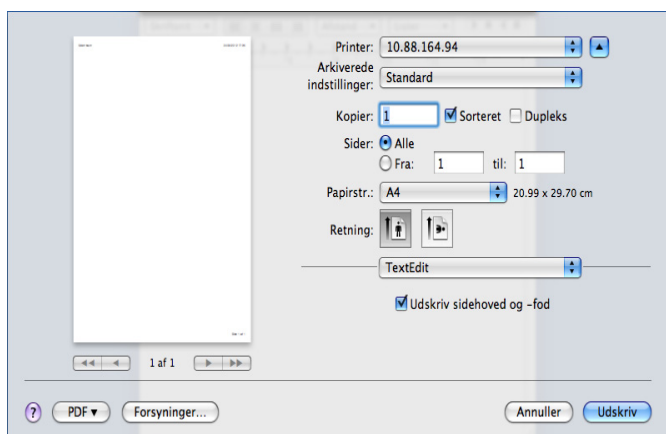 Printer: 10.88.164.94
Arkiverede indstillinger: Standard
Kopier: 1 Sorteret Dupleks
Sider: Alle
Fra: 1 til: 1
Papirstr.: A4 20.99 x 29.70 cm
Retning:
TextEdit
Udskriv sidehoved og -fod
1 af 1
? PDF Forsyninger... Annuller Udskriv